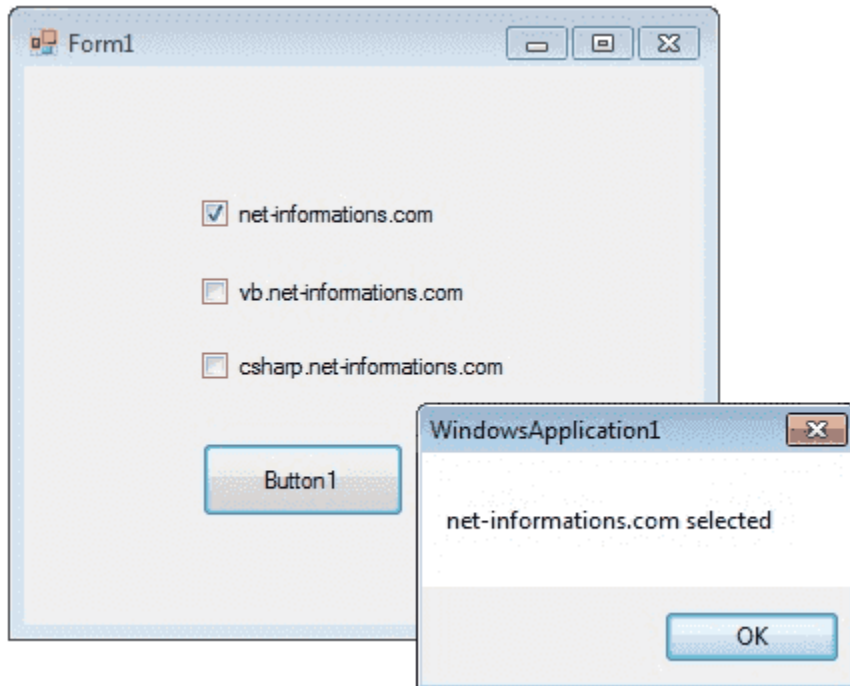 Form1
net-informations.com
vb.net-informations.com
csharp.net-informations.com
Button1
WindowsApplication1
net-informations.com selected
OK